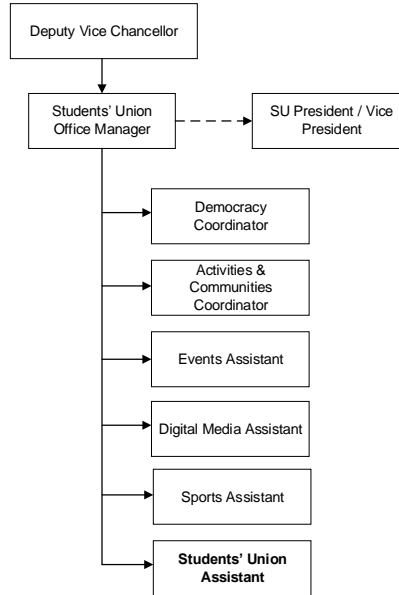 Deputy Vice Chancellor
Students' Union
Office Manager
SU President / Vice
President
Democracy
Coordinator
Activities &
Communities
Coordinator
Events Assistant
Digital Media Assistant
Sports Assistant
Students' Union
Assistant